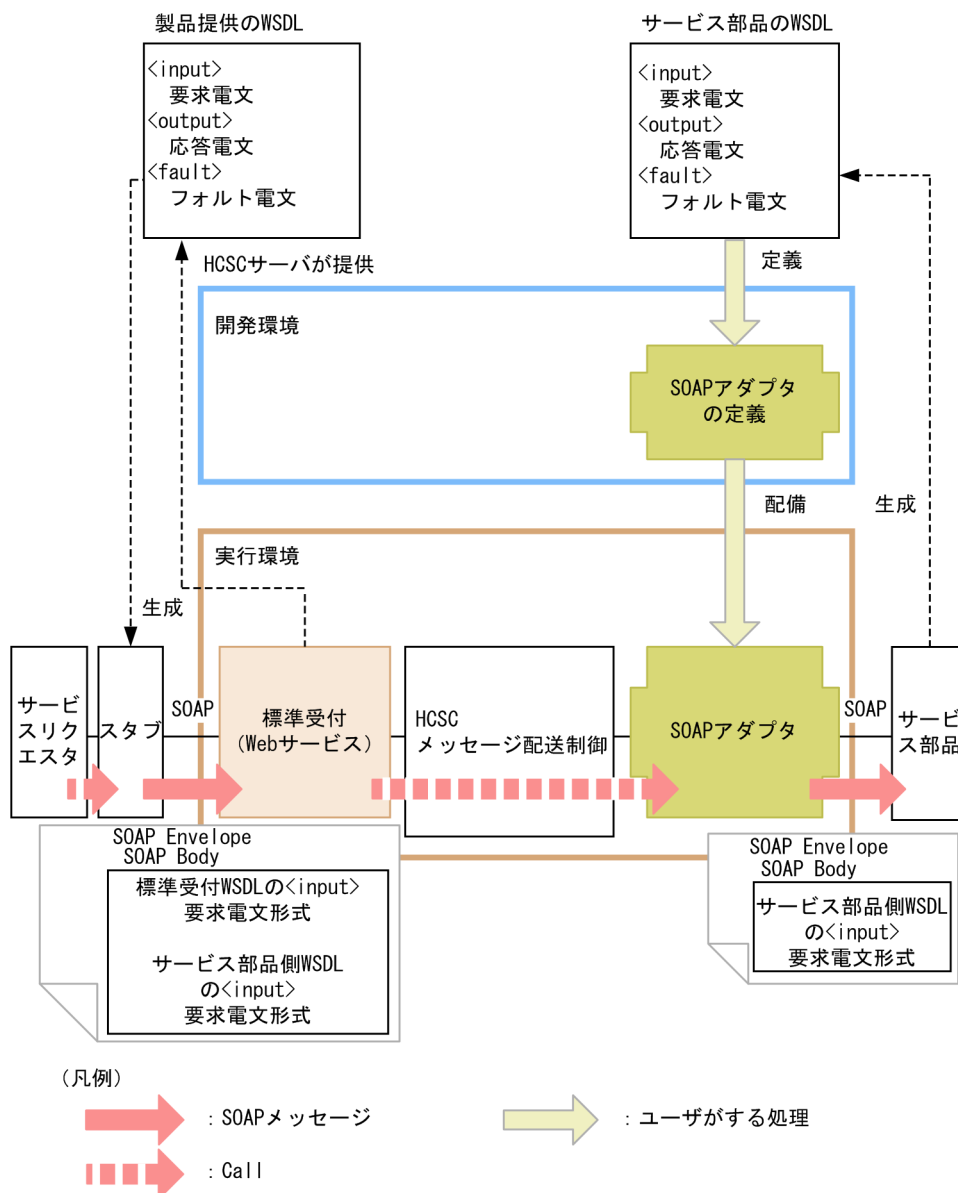 製品提供のWSDL
<input>
要求電文
<output>
応答電文
<fault>
フォルト電文
サービス部品のWSDL
<input>
要求電文
<output>
応答電文
<fault>
フォルト電文
HCSCサーバが提供
定義
開発環境
SOAPアダプタ
の定義
配備
生成
実行環境
生成
サービ
スリク
エスタ
スタブ
SOAP
標準受付
(Webサービス)
HCSC
メッセージ配送制御
SOAPアダプタ
SOAP
サービ
ス部品
SOAP Envelope
SOAP Body
標準受付WSDLの<input>
要求電文形式
サービス部品側WSDL
の<input>
要求電文形式
SOAP Envelope
SOAP Body
サービス部品側WSDL
の<input>
要求電文形式
(凡例)
：SOAPメッセージ
：ユーザがする処理
：Call